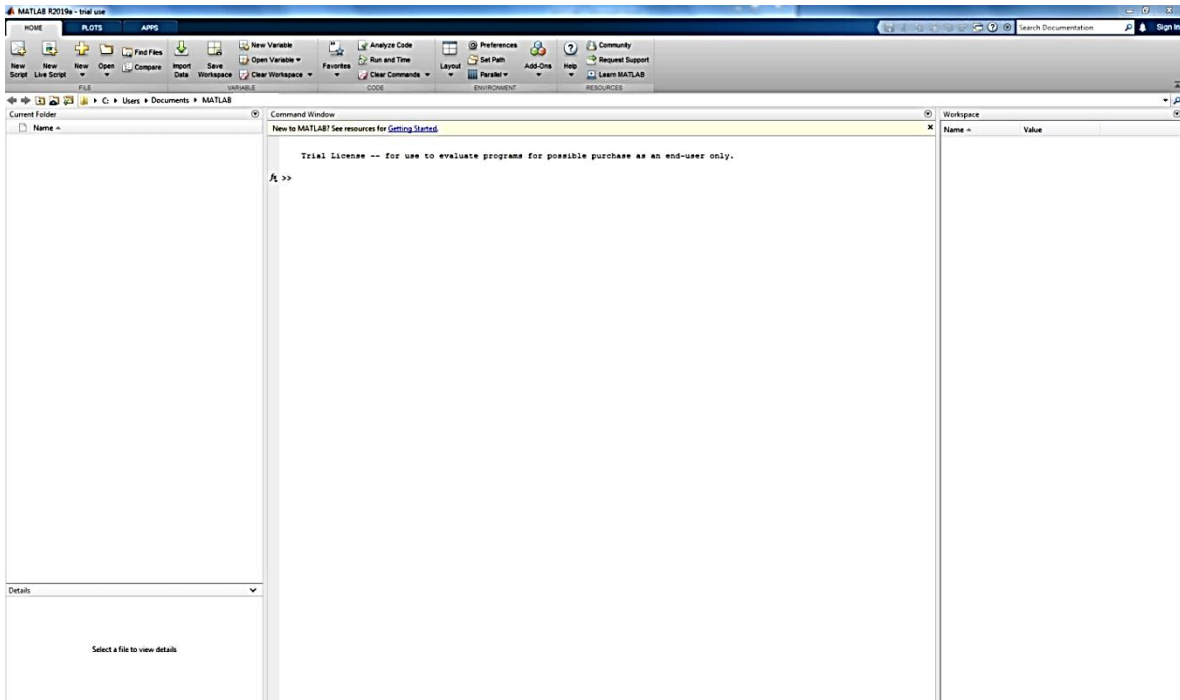 MATLAB R2019a - trial use
HOME PLOTS APPS
Search Documentation Sign In
New Script
New Live Script
New
Open
Find Files
Compare
FILE
Import Data
Save Workspace
New Variable
Open Variable
Clear Workspace
VARIABLE
Favorites
Analyze Code
Run and Time
Clear Commands
CODE
Layout
Preferences
Set Path
Parallel
Add-Ons
ENVIRONMENT
Help
Community
Request Support
Learn MATLAB
RESOURCES
C: Users Documents MATLAB
Current Folder
Name
Command Window
New to MATLAB? See resources for Getting Started.
Trial License -- for use to evaluate programs for possible purchase as an end-user only.
fx >>
Workspace
Name Value
Details
Select a file to view details